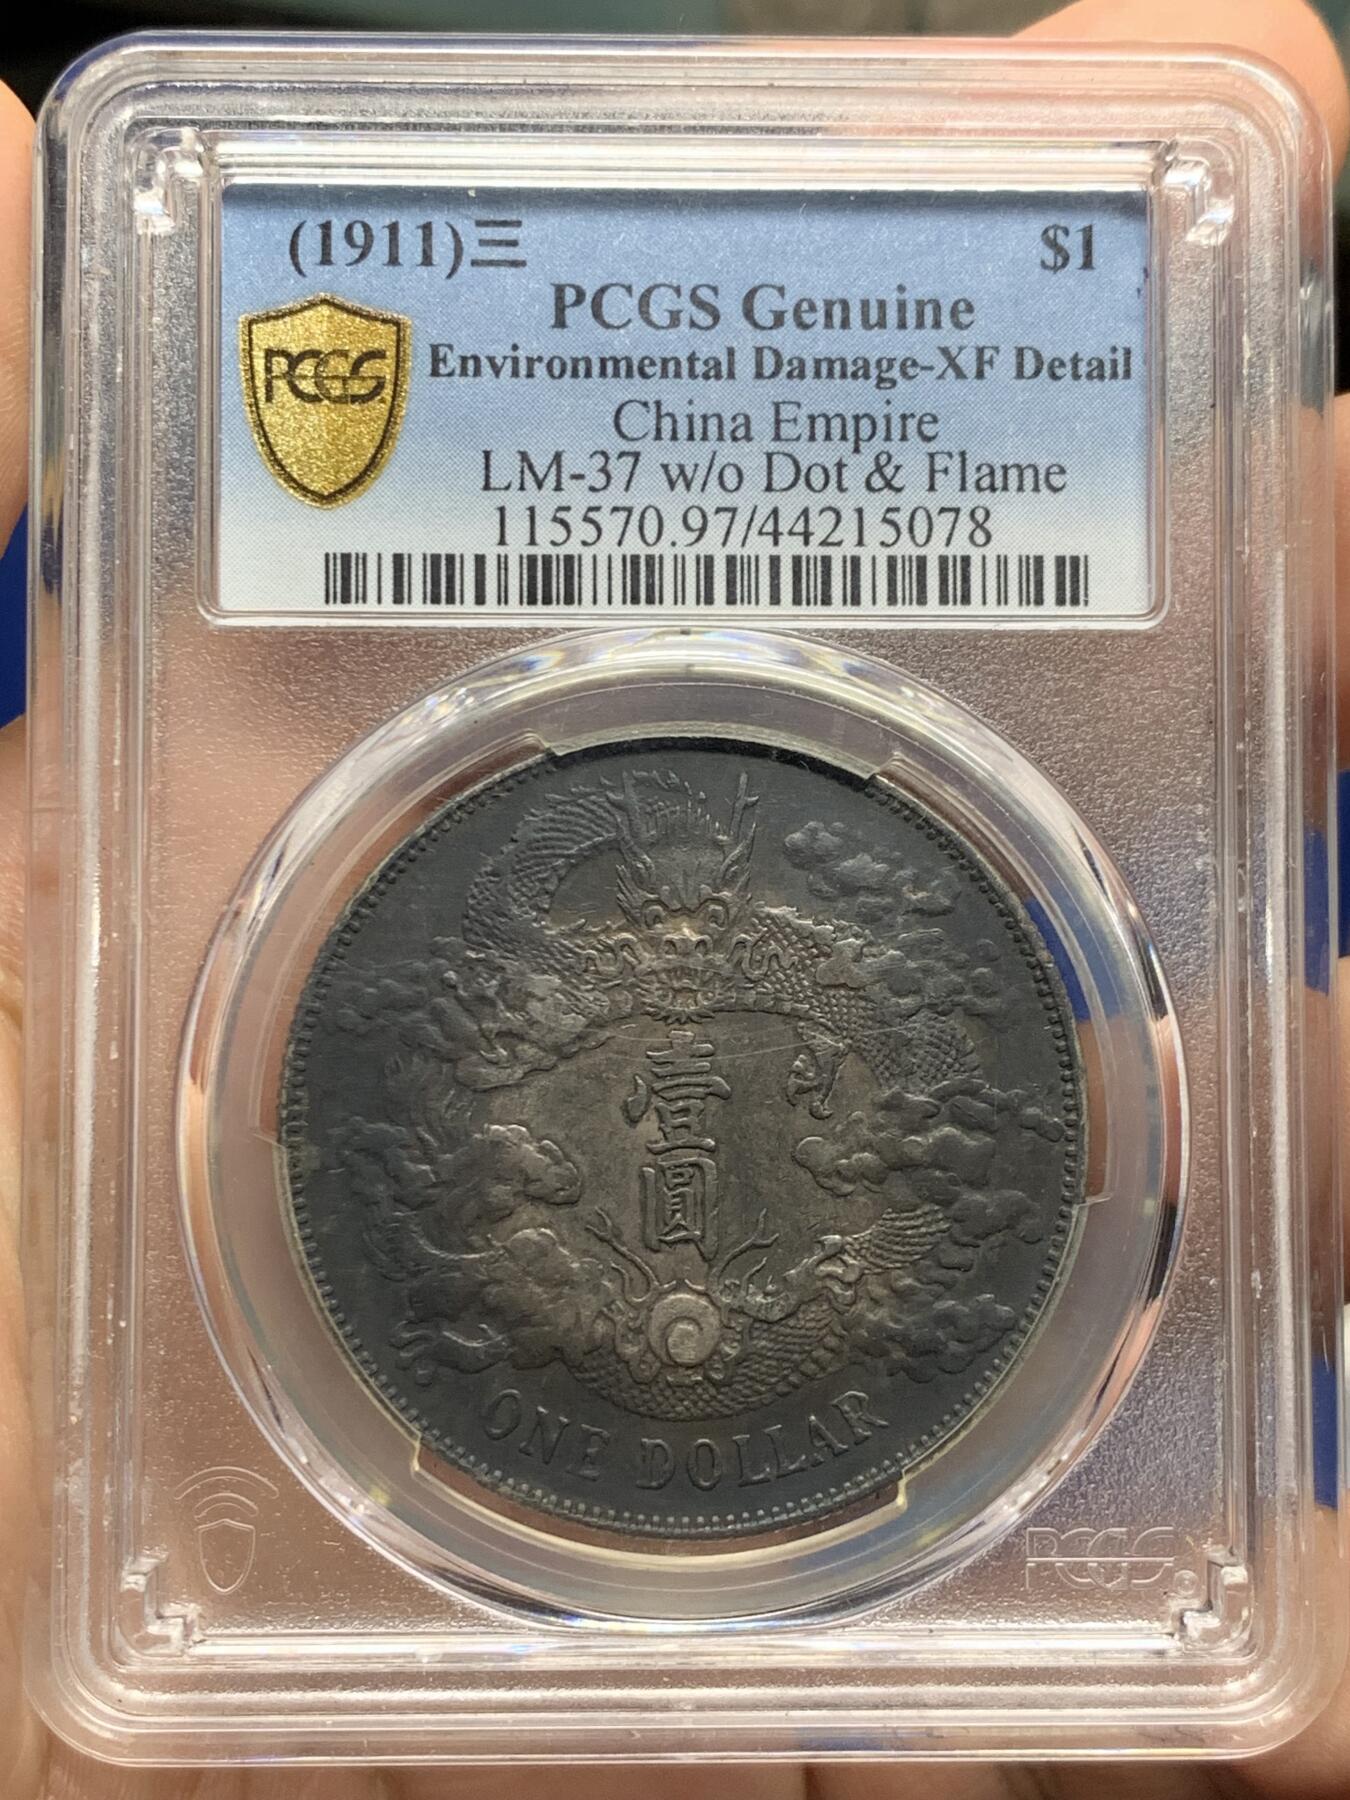 (1911)三 $1
PCGS Genuine
PCGS
Environmental Damage-XF Detail
China Empire
LM-37 w/o Dot & Flame
115570.97/44215078
壹圓
ONE DOLLAR
PCGS